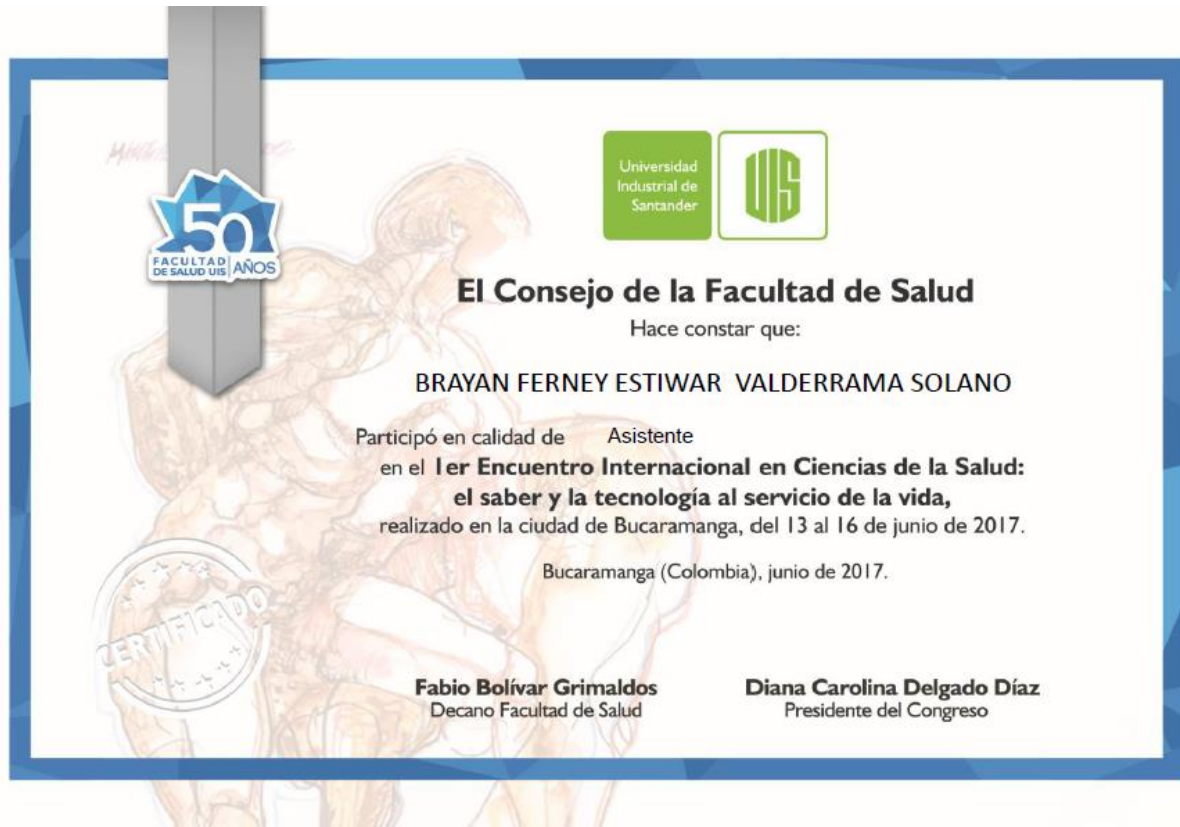 Universidad
Industrial de
Santander
UIS
50
FACULTAD
DE SALUD UIS
AÑOS
El Consejo de la Facultad de Salud
Hace constar que:
BRAYAN FERNEY ESTIWAR VALDERRAMA SOLANO
Participó en calidad de Asistente
en el 1er Encuentro Internacional en Ciencias de la Salud:
el saber y la tecnología al servicio de la vida,
realizado en la ciudad de Bucaramanga, del 13 al 16 de junio de 2017.
Bucaramanga (Colombia), junio de 2017.
CERTIFICADO
Fabio Bolívar Grimaldos
Decano Facultad de Salud
Diana Carolina Delgado Díaz
Presidente del Congreso